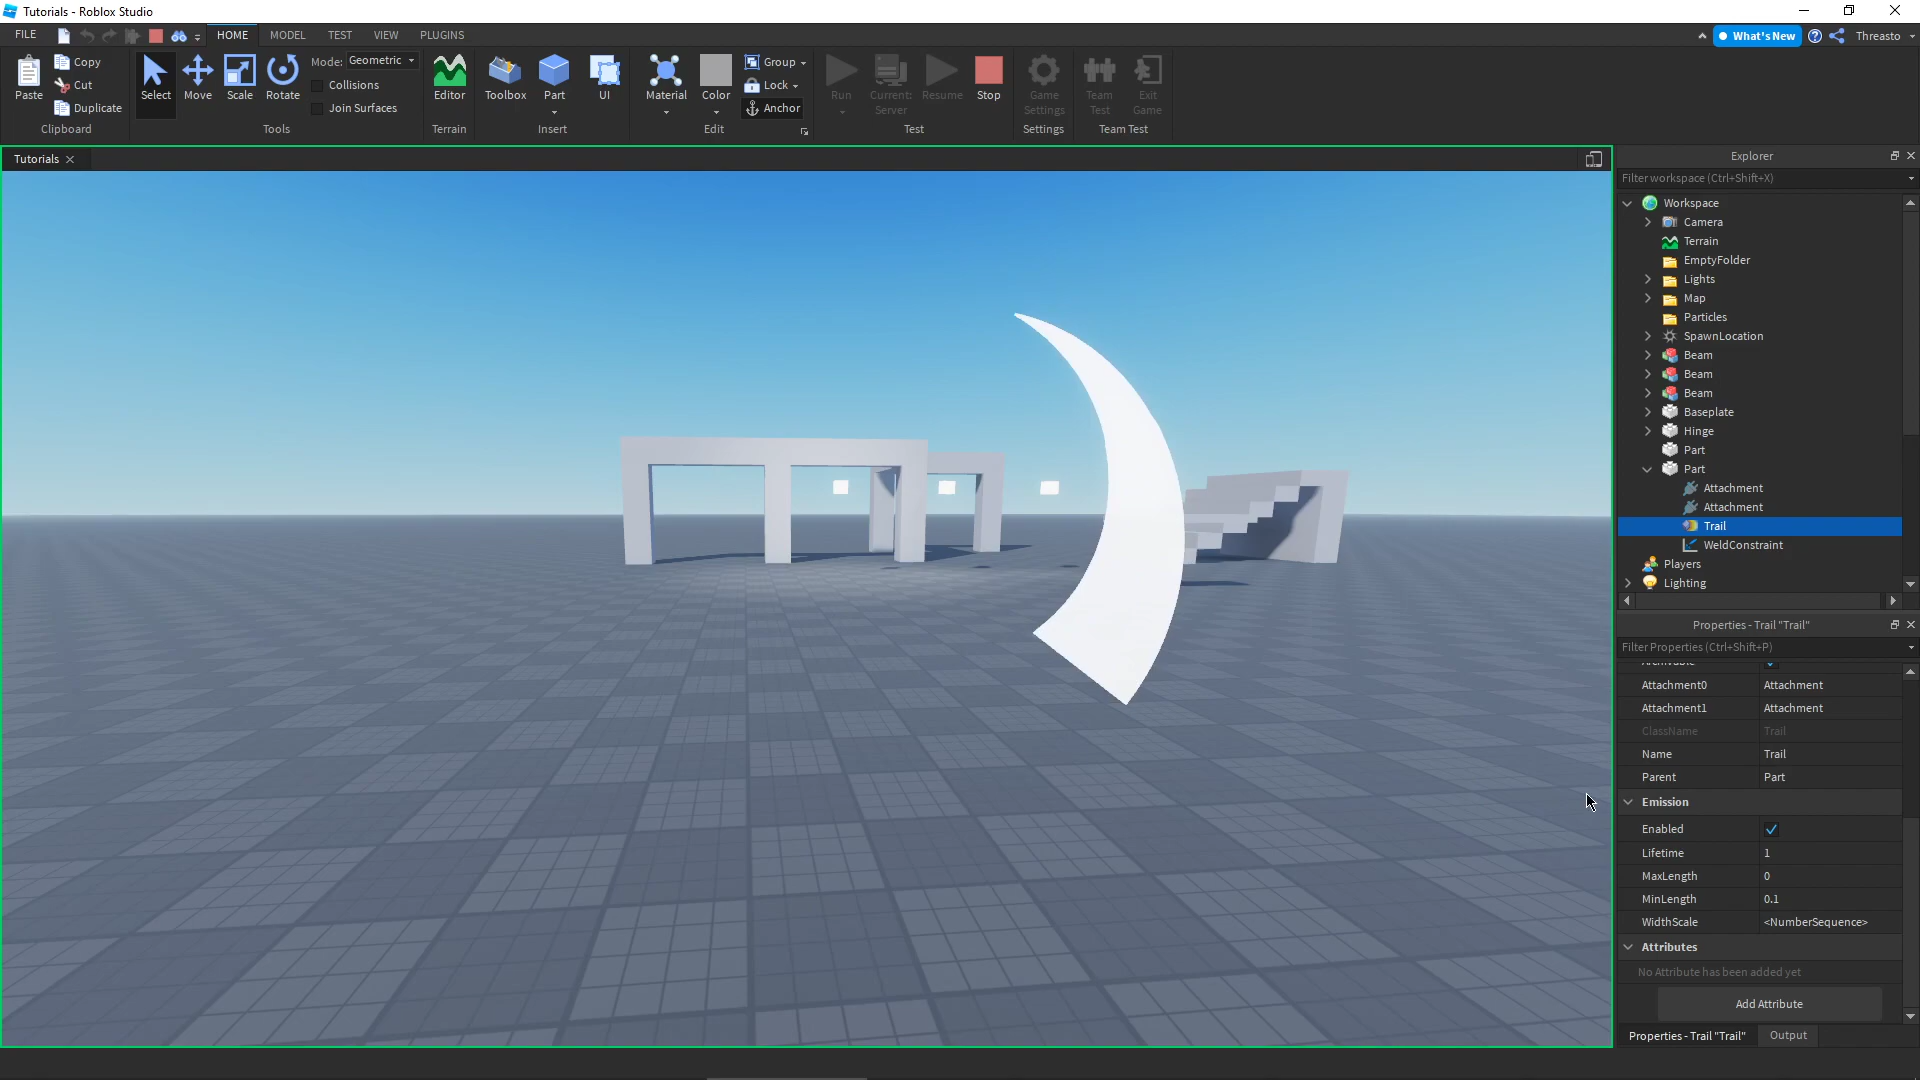 Tutorials - Roblox Studio
FILE HOME MODEL TEST VIEW PLUGINS What's New Threasto
Paste Copy Cut Duplicate Clipboard
Select Move Scale Rotate Mode: Geometric Collisions Join Surfaces Tools
Editor Terrain
Toolbox Part UI Insert
Material Color Group Lock Anchor Edit
Run Current: Server Resume Stop Test
Game Settings Settings
Team Test Exit Game Team Test
Tutorials
Explorer
Filter workspace (Ctrl+Shift+X)
Workspace
Camera
Terrain
EmptyFolder
Lights
Map
Particles
SpawnLocation
Beam
Beam
Beam
Baseplate
Hinge
Part
Part
Attachment
Attachment
Trail
WeldConstraint
Players
Lighting
Properties - Trail "Trail"
Filter Properties (Ctrl+Shift+P)
Attachment0 Attachment
Attachment1 Attachment
ClassName Trail
Name Trail
Parent Part
Emission
Enabled
Lifetime 1
MaxLength 0
MinLength 0.1
WidthScale <NumberSequence>
Attributes
No Attribute has been added yet
Add Attribute
Properties - Trail "Trail" Output